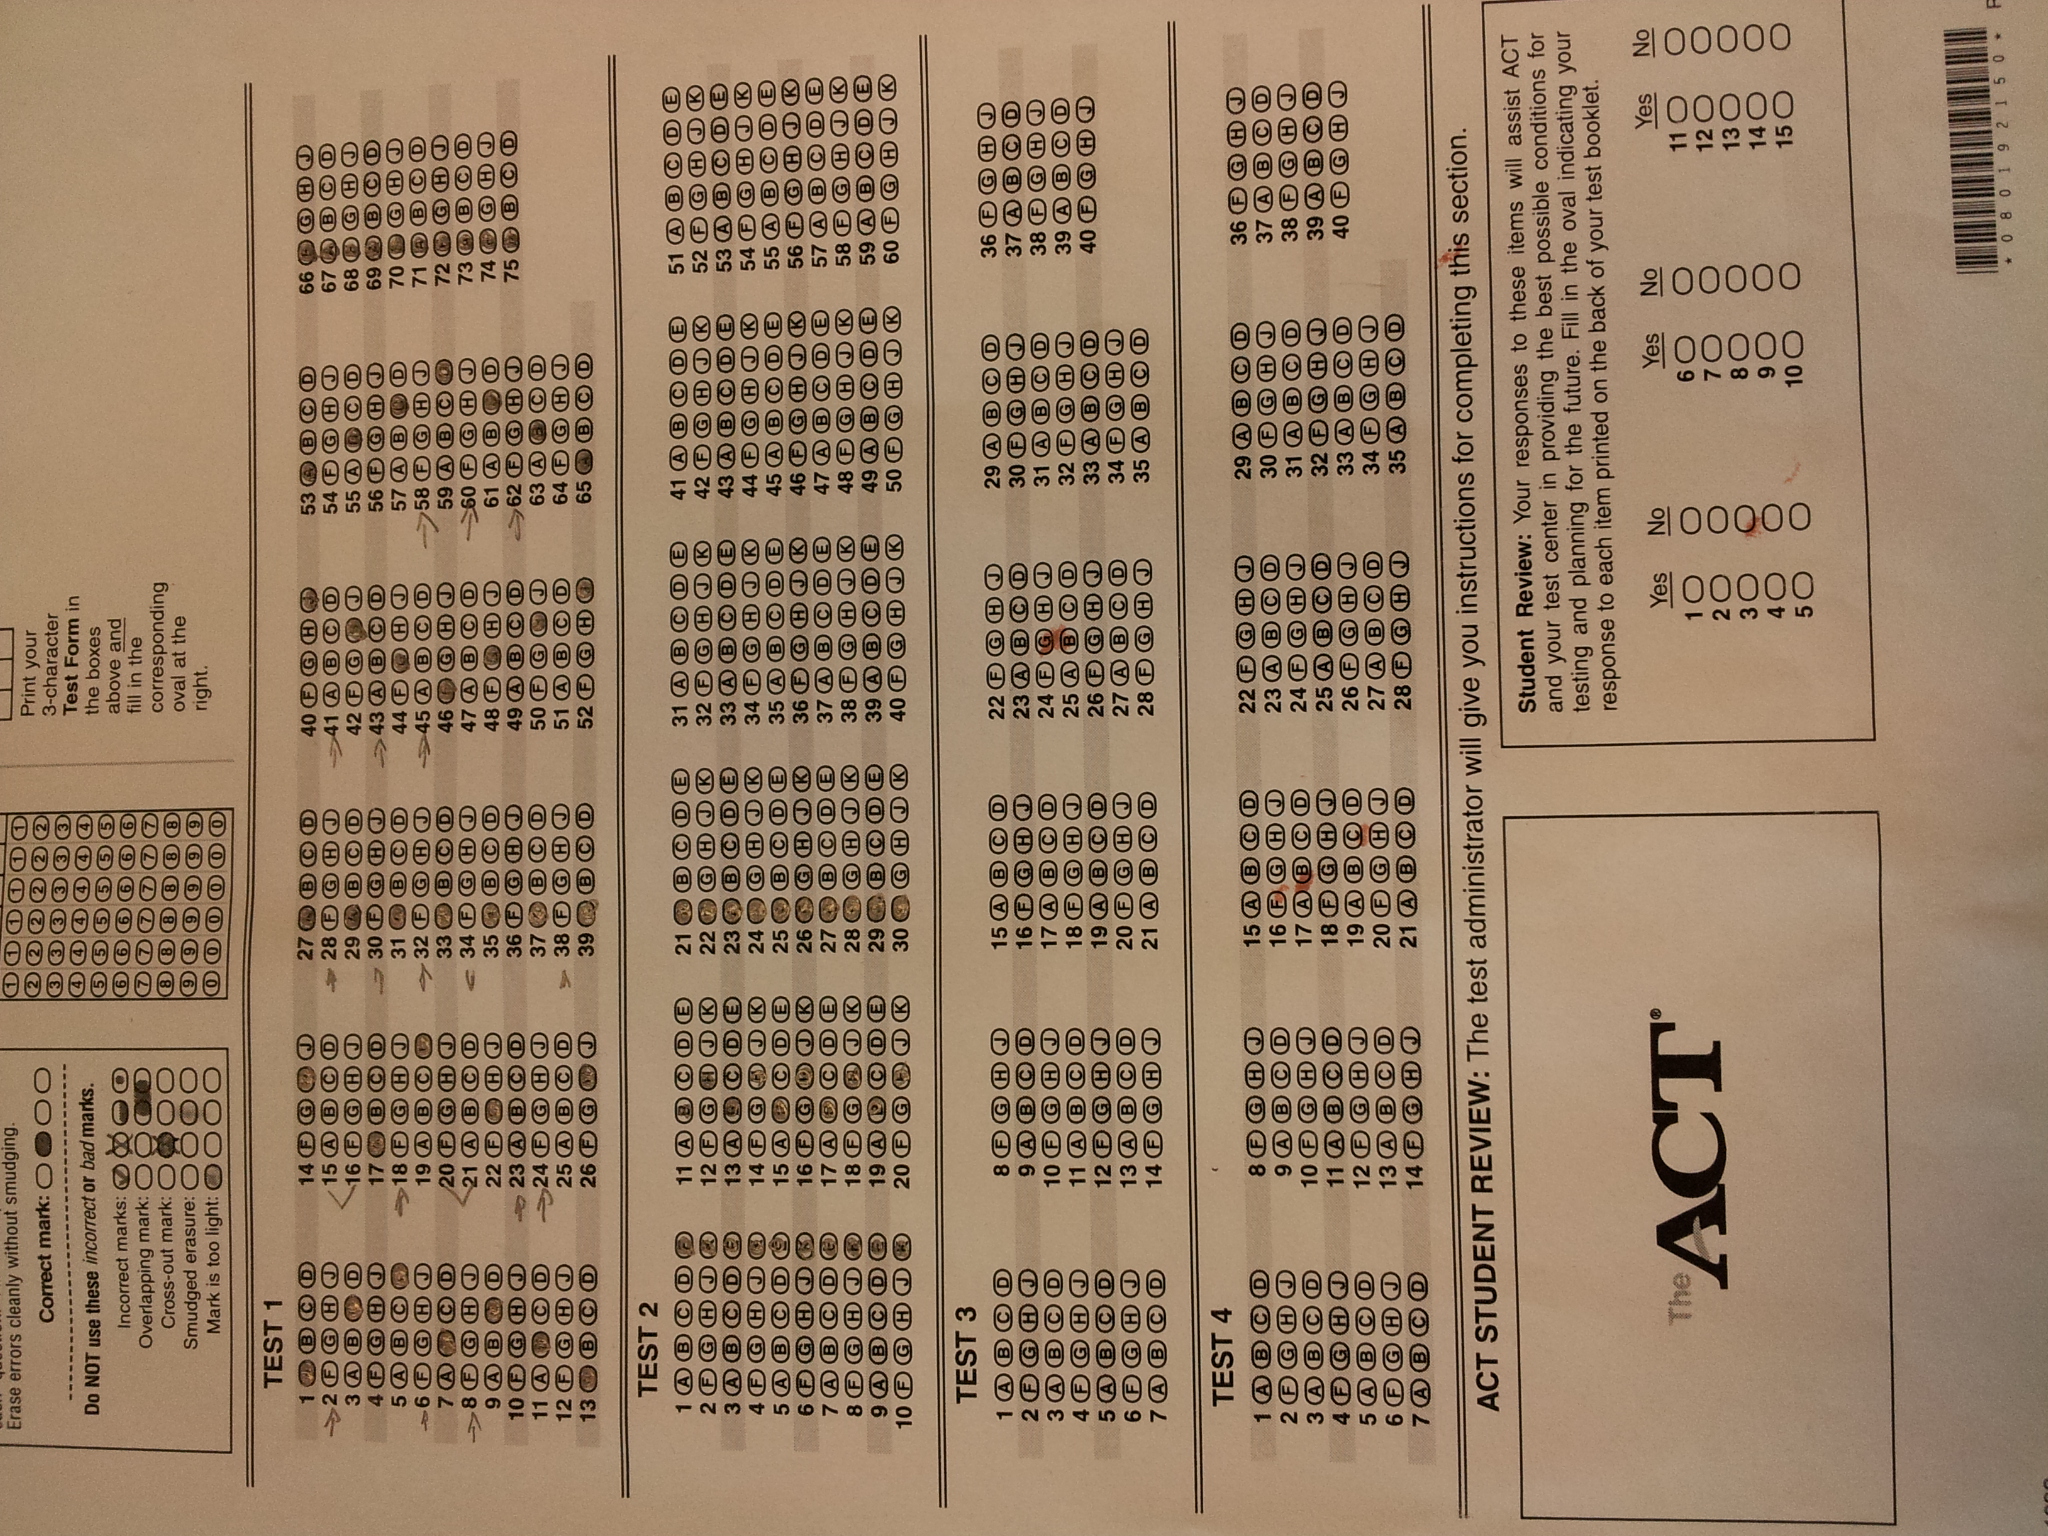 Erase errors cleanly without smudging.
Correct mark:
Do NOT use these incorrect or bad marks.
Incorrect marks:
Overlapping mark:
Cross-out mark:
Smudged erasure:
Mark is too light:
1 1 1 1 1 1
2 2 2 2 2 2
3 3 3 3 3 3
4 4 4 4 4 4
5 5 5 5 5 5
6 6 6 6 6 6
7 7 7 7 7 7
8 8 8 8 8 8
9 9 9 9 9 9
0 0 0 0 0 0
Print your
3-character
Test Form in
the boxes
above and
fill in the
corresponding
oval at the
right.
TEST 1
1 B C D 14 F G J 27 B C D 40 F G H 53 B C D 66 G H J
2 F G H J 15 A B C D 28 F G H J 41 A B C D 54 F G H J 67 B C D
3 A B D 16 F G H J 29 B C D 42 F G J 55 A C D 68 G H J
4 F G H J 17 B C D 30 F G H J 43 A B C D 56 F G H J 69 B C D
5 A B C 18 F G H J 31 B C D 44 F H J 57 A B D 70 G H J
6 F G H J 19 A B C 32 F G H J 45 A B C D 58 F G H J 71 B C D
7 A C D 20 F G H J 33 B C D 46 G H J 59 A B C 72 G H J
8 F G H J 21 A B C D 34 F G H J 47 A B C D 60 F G H J 73 B C D
9 A B D 22 F H J 35 B C D 48 F H J 61 A B D 74 G H J
10 F G H J 23 A B C D 36 F G H J 49 A B C D 62 F G H J 75 B C D
11 A C D 24 F G H J 37 B C D 50 F G J 63 A C D
12 F G H J 25 A B C D 38 F G H J 51 A B C D 64 F G H J
13 B C D 26 F G J 39 B C D 52 F G H 65 B C D
TEST 2
1 A B C D 11 A C D E 21 B C D E 31 A B C D E 41 A B C D E 51 A B C D E
2 F G H J 12 F G J K 22 G H J K 32 F G H J K 42 F G H J K 52 F G H J K
3 A B C D 13 A C D E 23 B C D E 33 A B C D E 43 A B C D E 53 A B C D E
4 F G H J 14 F G J K 24 G H J K 34 F G H J K 44 F G H J K 54 F G H J K
5 A B C D 15 A C D E 25 B C D E 35 A B C D E 45 A B C D E 55 A B C D E
6 F G H J 16 F G J K 26 G H J K 36 F G H J K 46 F G H J K 56 F G H J K
7 A B C D 17 A C D E 27 B C D E 37 A B C D E 47 A B C D E 57 A B C D E
8 F G H J 18 F G J K 28 G H J K 38 F G H J K 48 F G H J K 58 F G H J K
9 A B C D 19 A C D E 29 B C D E 39 A B C D E 49 A B C D E 59 A B C D E
10 F G H J 20 F G J K 30 G H J K 40 F G H J K 50 F G H J K 60 F G H J K
TEST 3
1 A B C D 8 F G H J 15 A B C D 22 F G H J 29 A B C D 36 F G H J
2 F G H J 9 A B C D 16 F G H J 23 A B C D 30 F G H J 37 A B C D
3 A B C D 10 F G H J 17 A B C D 24 F G H J 31 A B C D 38 F G H J
4 F G H J 11 A B C D 18 F G H J 25 A B C D 32 F G H J 39 A B C D
5 A B C D 12 F G H J 19 A B C D 26 F G H J 33 A B C D 40 F G H J
6 F G H J 13 A B C D 20 F G H J 27 A B C D 34 F G H J
7 A B C D 14 F G H J 21 A B C D 28 F G H J 35 A B C D
TEST 4
1 A B C D 8 F G H J 15 A B C D 22 F G H J 29 A B C D 36 F G H J
2 F G H J 9 A B C D 16 F G H J 23 A B C D 30 F G H J 37 A B C D
3 A B C D 10 F G H J 17 A B C D 24 F G H J 31 A B C D 38 F G H J
4 F G H J 11 A B C D 18 F G H J 25 A B C D 32 F G H J 39 A B C D
5 A B C D 12 F G H J 19 A B C D 26 F G H J 33 A B C D 40 F G H J
6 F G H J 13 A B C D 20 F G H J 27 A B C D 34 F G H J
7 A B C D 14 F G H J 21 A B C D 28 F G H J 35 A B C D
ACT STUDENT REVIEW: The test administrator will give you instructions for completing this section.
The ACT®
Student Review: Your responses to these items will assist ACT
and your test center in providing the best possible conditions for
testing and planning for the future. Fill in the oval indicating your
response to each item printed on the back of your test booklet.
Yes No Yes No Yes No
1 6 11
2 7 12
3 8 13
4 9 14
5 10 15
* 0 8 0 1 9 2 1 5 0 *